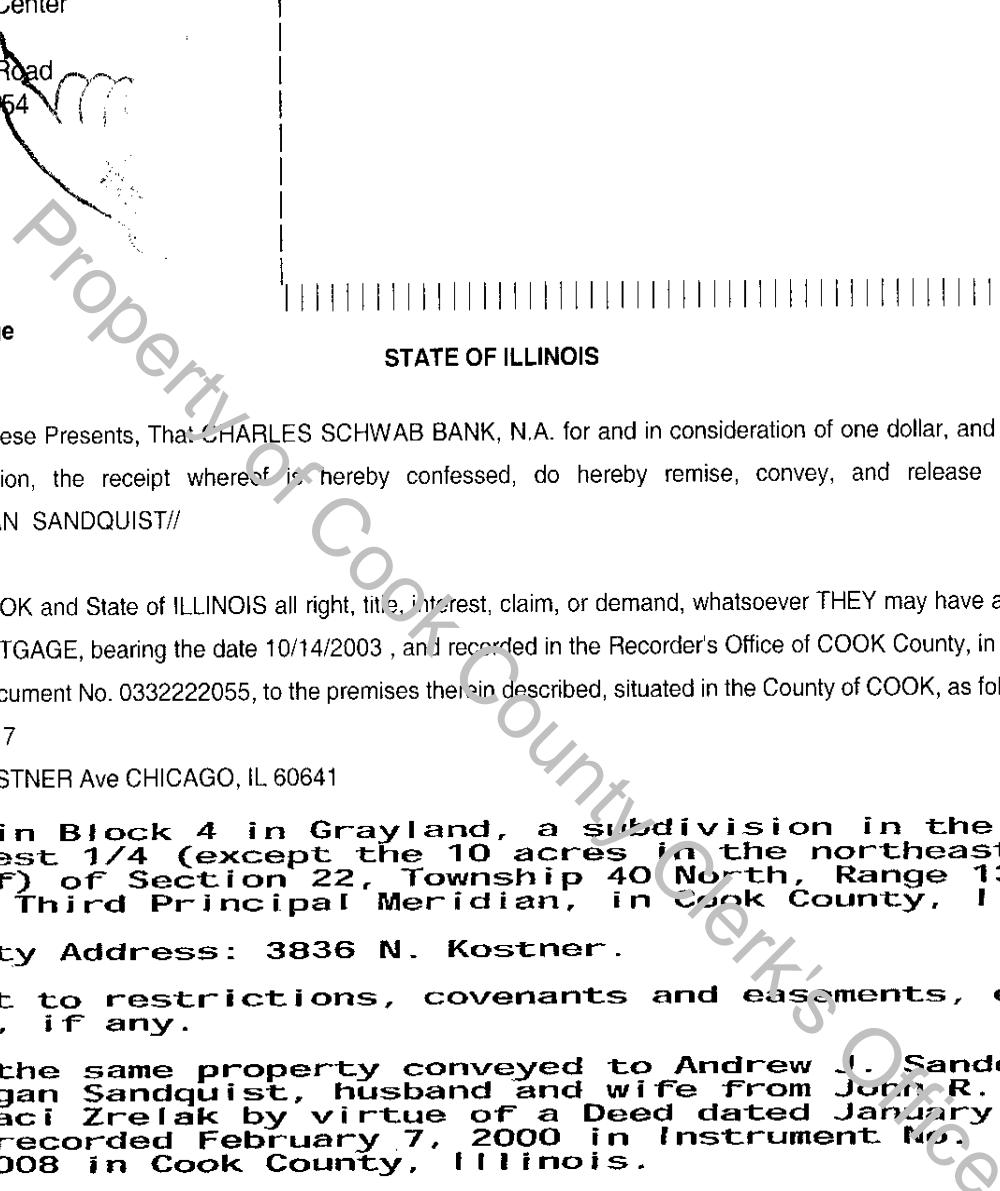 Center
Road
54
ge
STATE OF ILLINOIS
ese Presents, That CHARLES SCHWAB BANK, N.A. for and in consideration of one dollar, and
ion, the receipt whereof is hereby confessed, do hereby remise, convey, and release
AN SANDQUIST//
OK and State of ILLINOIS all right, title, interest, claim, or demand, whatsoever THEY may have a
TGAGE, bearing the date 10/14/2003 , and recorded in the Recorder's Office of COOK County, in
cument No. 0332222055, to the premises therein described, situated in the County of COOK, as fol
7
STNER Ave CHICAGO, IL 60641
in Block 4 in Grayland, a subdivision in the
est 1/4 (except the 10 acres in the northeast
f) of Section 22, Township 40 North, Range 13
Third Principal Meridian, in Cook County, I
ty Address: 3836 N. Kostner.
t to restrictions, covenants and easements, e
, if any.
the same property conveyed to Andrew J. Sand
gan Sandquist, husband and wife from John R.
aci Zrelak by virtue of a Deed dated January
recorded February 7, 2000 in Instrument No.
008 in Cook County, Illinois.
Property of Cook County Clerk's Office